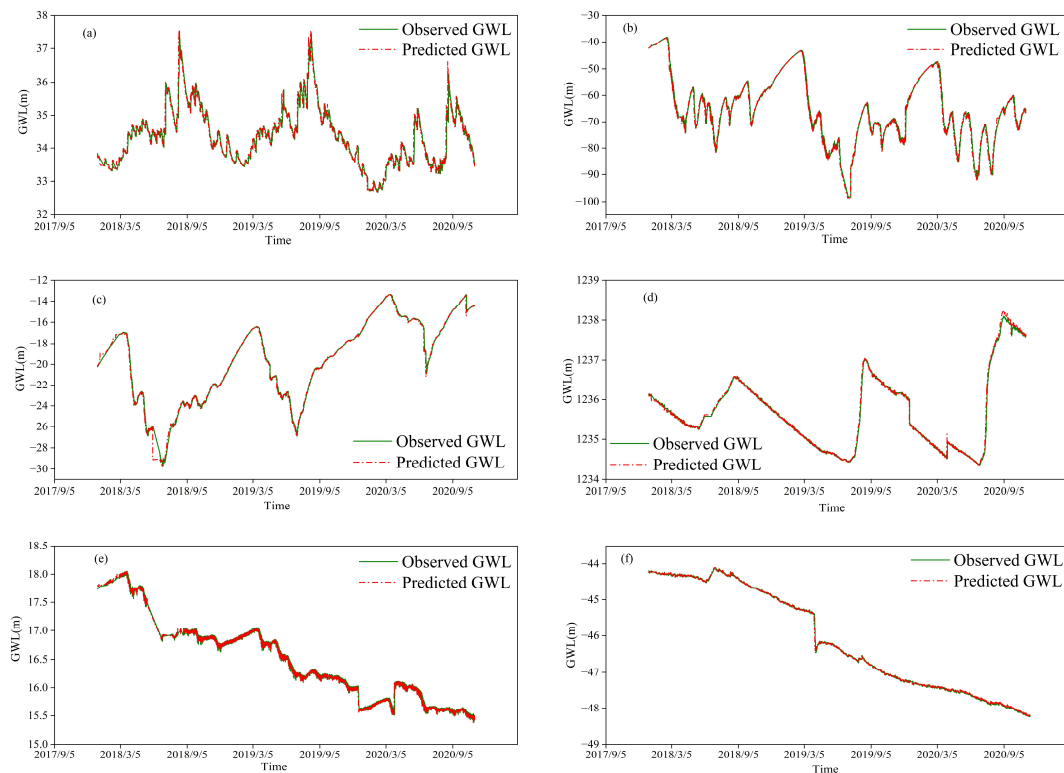 (a)
Observed GWL
Predicted GWL
GWL(m)
38
37
36
35
34
33
32
2017/9/5 2018/3/5 2018/9/5 2019/3/5 2019/9/5 2020/3/5 2020/9/5
Time
(b)
Observed GWL
Predicted GWL
GWL(m)
−30
−40
−50
−60
−70
−80
−90
−100
2017/9/5 2018/3/5 2018/9/5 2019/3/5 2019/9/5 2020/3/5 2020/9/5
Time
(c)
Observed GWL
Predicted GWL
GWL(m)
−12
−14
−16
−18
−20
−22
−24
−26
−28
−30
2017/9/5 2018/3/5 2018/9/5 2019/3/5 2019/9/5 2020/3/5 2020/9/5
Time
(d)
Observed GWL
Predicted GWL
GWL(m)
1239
1238
1237
1236
1235
1234
2017/9/5 2018/3/5 2018/9/5 2019/3/5 2019/9/5 2020/3/5 2020/9/5
Time
(e)
Observed GWL
Predicted GWL
GWL(m)
18.5
18.0
17.5
17.0
16.5
16.0
15.5
15.0
2017/9/5 2018/3/5 2018/9/5 2019/3/5 2019/9/5 2020/3/5 2020/9/5
Time
(f)
Observed GWL
Predicted GWL
GWL(m)
−44
−45
−46
−47
−48
−49
2017/9/5 2018/3/5 2018/9/5 2019/3/5 2019/9/5 2020/3/5 2020/9/5
Time